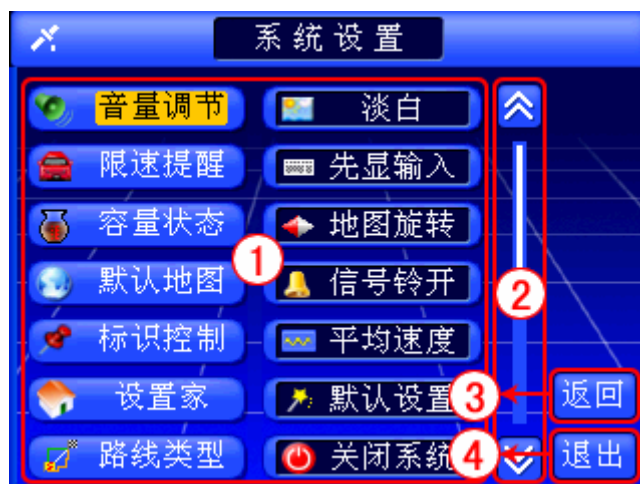 系统设置
音量调节 淡白
限速提醒 先显输入
容量状态 地图旋转
1
默认地图 信号铃开
2
标识控制 平均速度
设置家 默认设置 3 返回
路线类型 关闭系统 4 退出